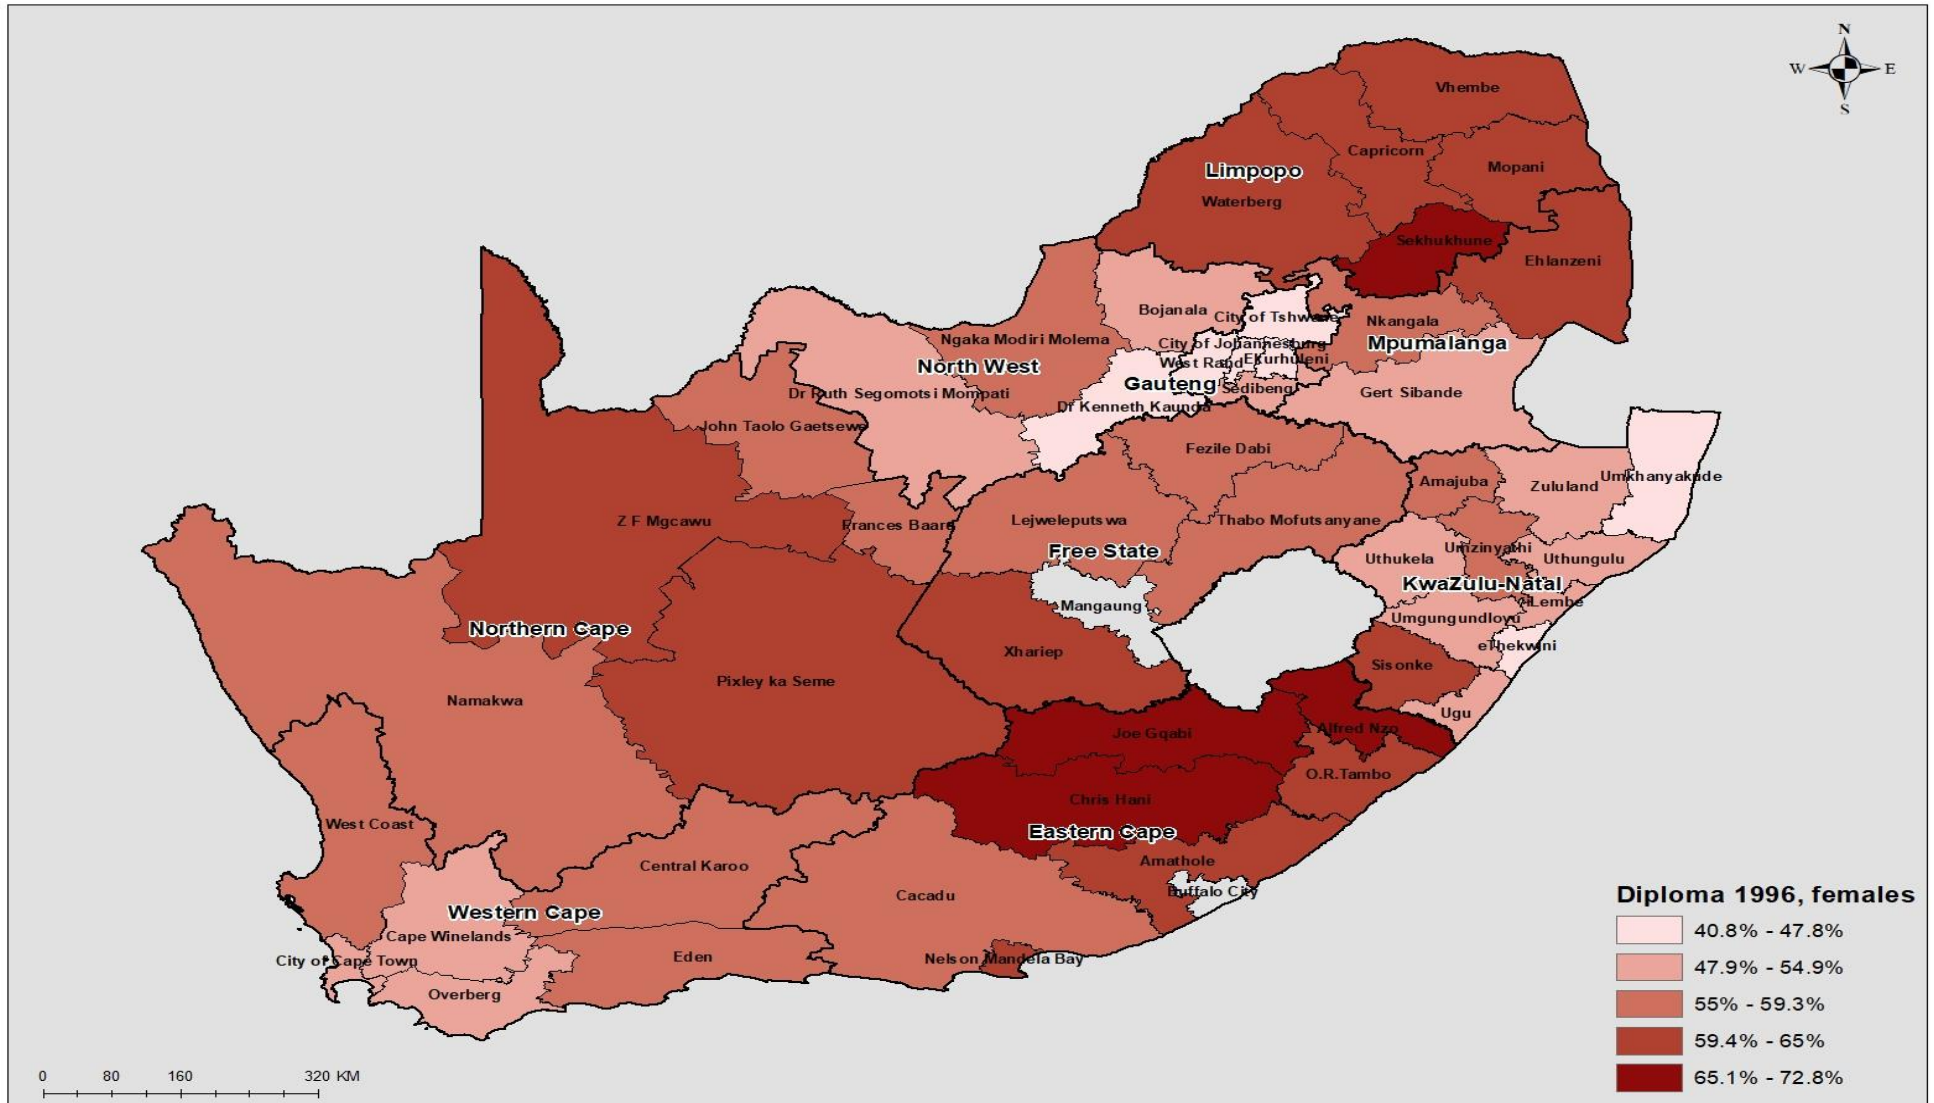 N
W E
S
Vhembe
Capricorn
Mopani
Limpopo
Waterberg
Sekhukhune
Ehlanzeni
Bojanala
City of Tshwane
Nkangala
Ngaka Modiri Molema
City of Johannesburg
Mpumalanga
West Rand
Ekurhuleni
North West
Gauteng
Sedibeng
Dr Ruth Segomotsi Mompati
Gert Sibande
Dr Kenneth Kaunda
John Taolo Gaetsewe
Fezile Dabi
Amajuba
Zululand
Umkhanyakude
Z F Mgcawu
Frances Baard
Lejweleputswa
Thabo Mofutsanyane
Free State
Umzinyathi
Uthukela
Uthungulu
KwaZulu-Natal
Mangaung
iLembe
Umgungundlovu
Northern Cape
eThekwini
Xhariep
Sisonke
Pixley ka Seme
Namakwa
Ugu
Joe Gqabi
Alfred Nzo
O.R.Tambo
Chris Hani
West Coast
Eastern Cape
Central Karoo
Amathole
Cacadu
Buffalo City
Western Cape
Cape Winelands
City of Cape Town
Eden
Nelson Mandela Bay
Overberg
Diploma 1996, females
40.8% - 47.8%
47.9% - 54.9%
55% - 59.3%
59.4% - 65%
65.1% - 72.8%
0 80 160 320 KM